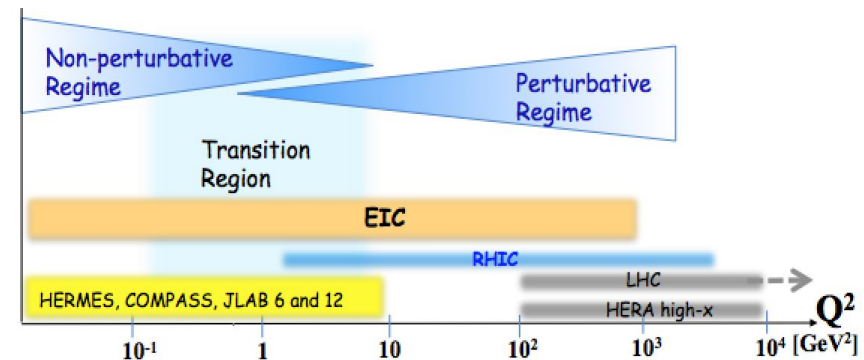 Non-perturbative
Regime
Perturbative
Regime
Transition
Region
EIC
RHIC
LHC
HERMES, COMPASS, JLAB 6 and 12
HERA high-x
Q²
10⁻¹ 1 10 10² 10³ 10⁴ [GeV²]